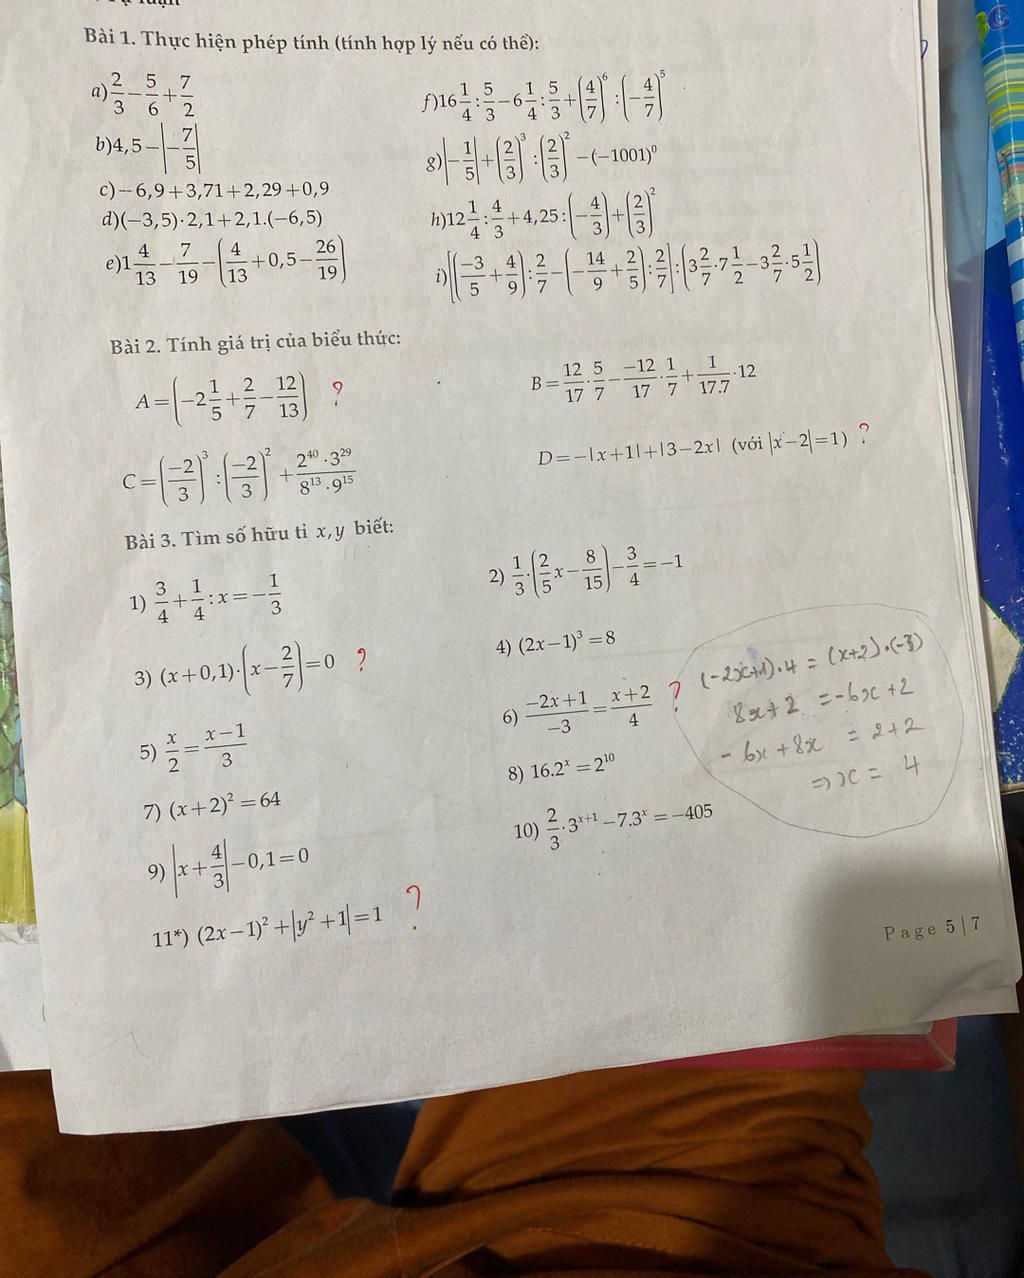 Bài 1. Thực hiện phép tính (tính hợp lý nếu có thể):
a) 2/3 − 5/6 + 7/2
b) 4,5 − |−7/5|
c) −6,9 + 3,71 + 2,29 + 0,9
d) (−3,5)·2,1 + 2,1.(−6,5)
e) 1 4/13 − 7/19 − (4/13 + 0,5 − 26/19)
f) 16 1/4 : 5/3 − 6 1/4 : 5/3 + (4/7)^6 : (−4/7)^5
g) |−1/5| + (2/3)^3 : (2/3)^2 − (−1001)^0
h) 12 1/4 : 4/3 + 4,25 : (−4/3) + (2/3)^2
i) [(−3/5 + 4/9) : 2/7 − (−14/9 + 2/5) : 2/7] : (3 2/7 · 7 1/2 − 3 2/7 · 5 1/2)
Bài 2. Tính giá trị của biểu thức:
A = (−2 1/5 + 2/7 − 12/13) ?
B = 12/17 · 5/7 − −12/17 · 1/7 + 1/17.7 · 12
C = (−2/3)^3 : (−2/3)^2 + 2^40 · 3^29 / 8^13 . 9^15
D = −|x+1| + |3−2x| (với |x−2| = 1) ?
Bài 3. Tìm số hữu tỉ x, y biết:
1) 3/4 + 1/4 : x = −1/3
2) 1/3 · (2/5 x − 8/15) − 3/4 = −1
3) (x+0,1)·(x − 2/7) = 0 ?
4) (2x−1)^3 = 8
5) x/2 = x−1/3
6) −2x+1/−3 = x+2/4 ?
7) (x+2)^2 = 64
8) 16.2^x = 2^10
9) |x + 4/3| − 0,1 = 0
10) 2/3 · 3^x+1 − 7.3^x = −405
11*) (2x−1)^2 + |y^2 + 1| = 1 ?
(−2x+1).4 = (x+2).(−3)
8x + 2 = −6x + 2
− 6x + 8x = 2+2
⇒ x = 4
Page 5 | 7